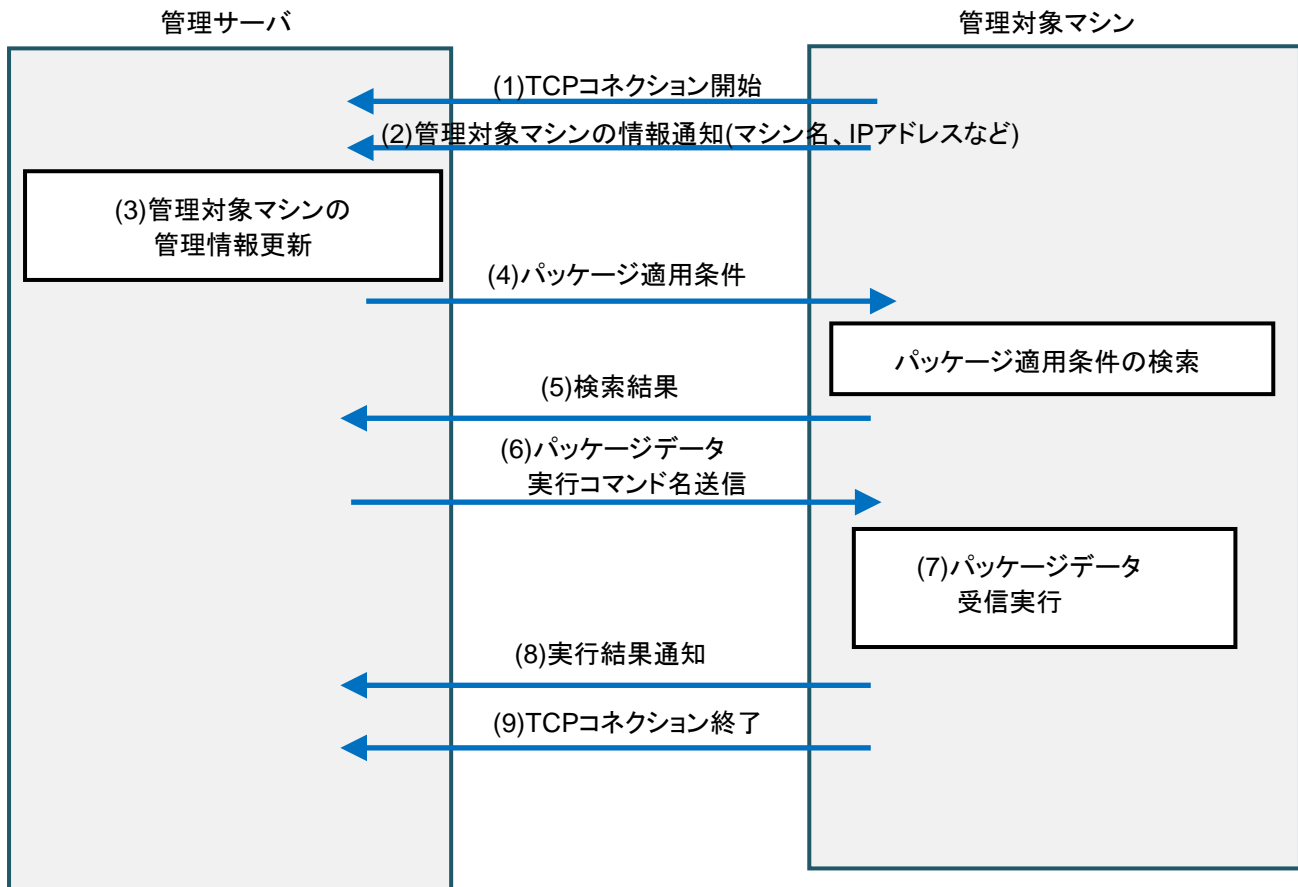 管理サーバ
管理対象マシン
(1)TCPコネクション開始
(2)管理対象マシンの情報通知(マシン名、IPアドレスなど)
(3)管理対象マシンの
管理情報更新
(4)パッケージ適用条件
パッケージ適用条件の検索
(5)検索結果
(6)パッケージデータ
実行コマンド名送信
(7)パッケージデータ
受信実行
(8)実行結果通知
(9)TCPコネクション終了